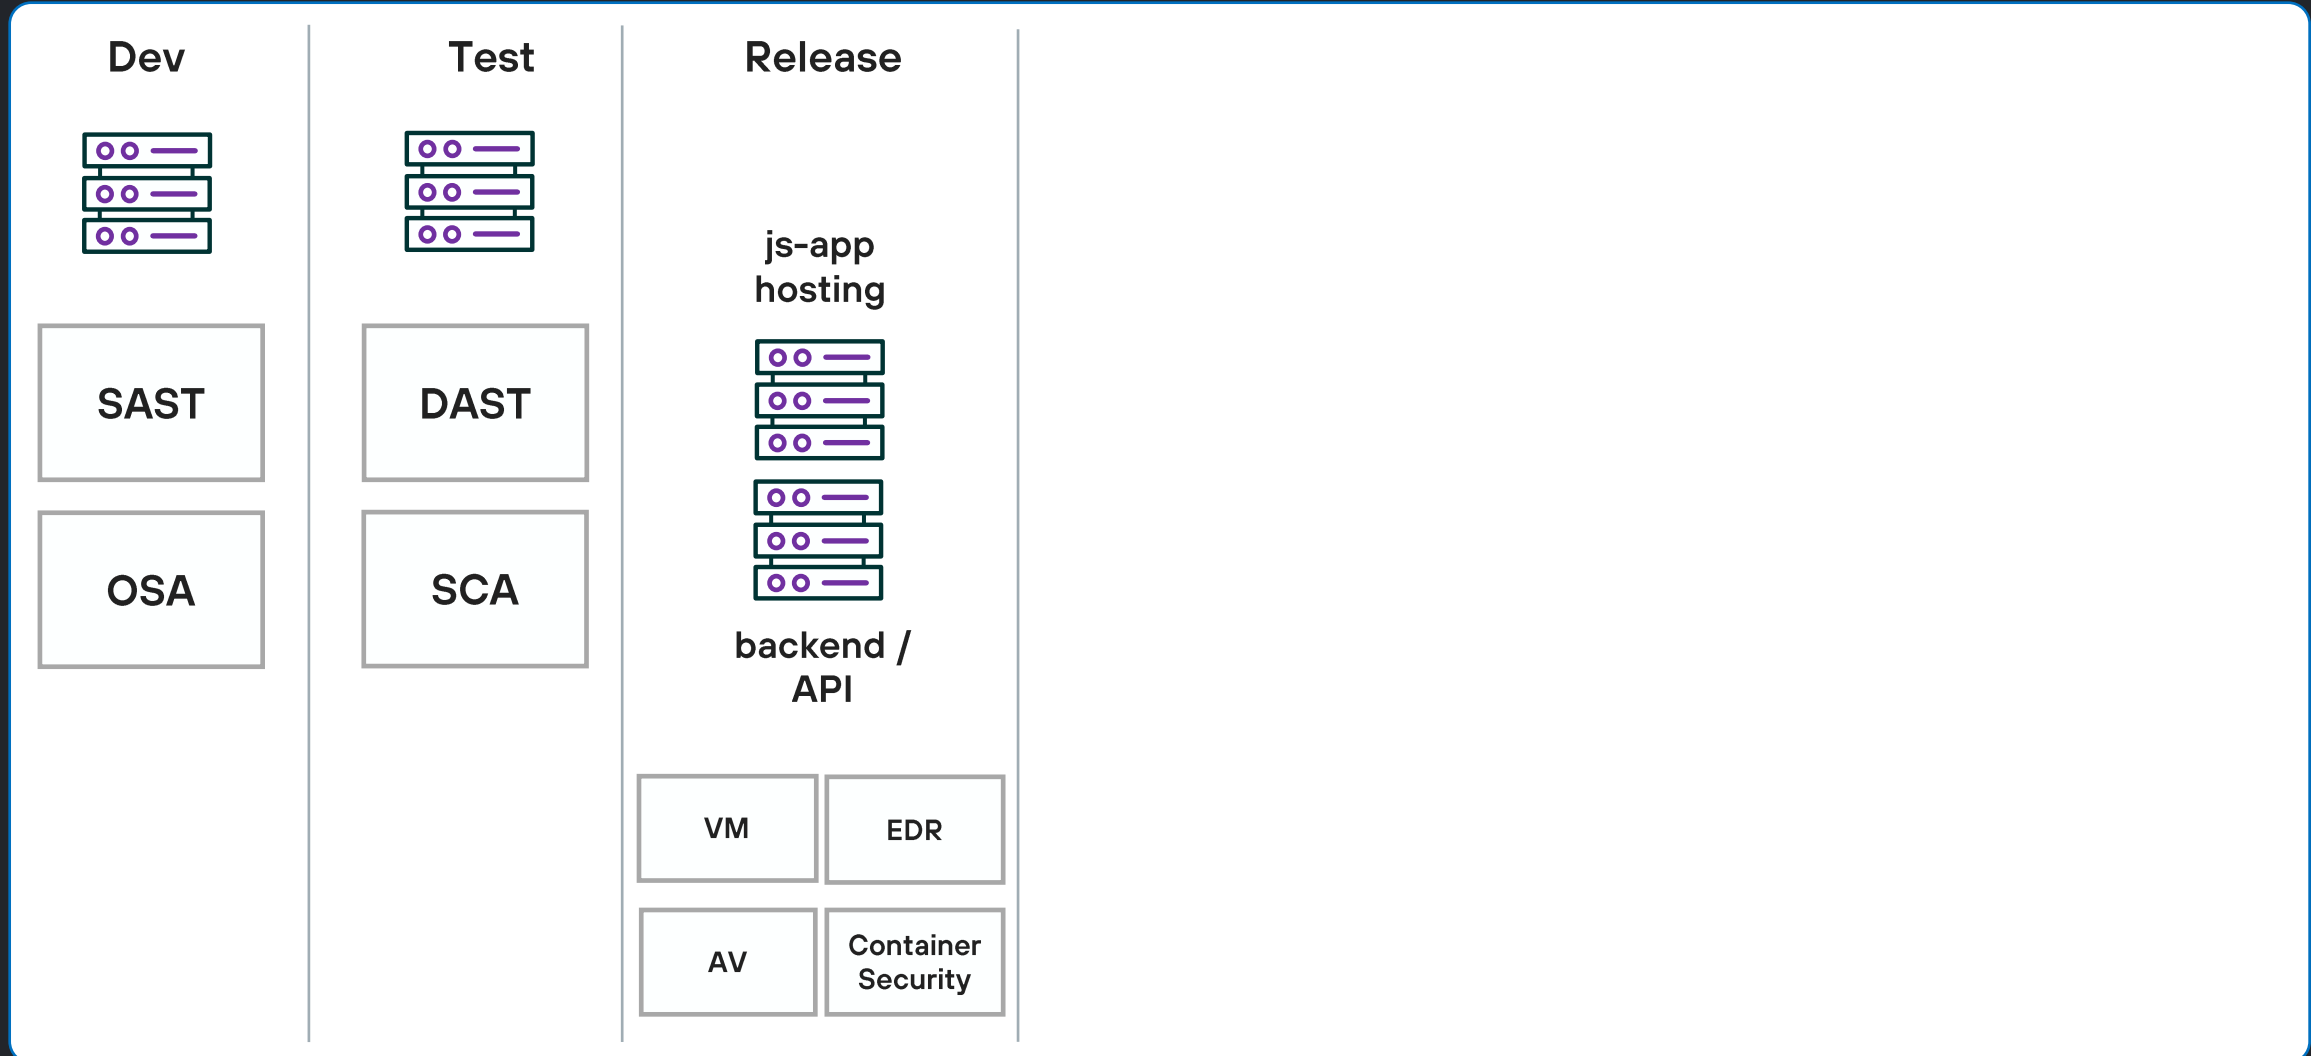 Dev
Test
Release
SAST
OSA
DAST
SCA
js-app
hosting
backend /
API
VM
EDR
AV
Container
Security